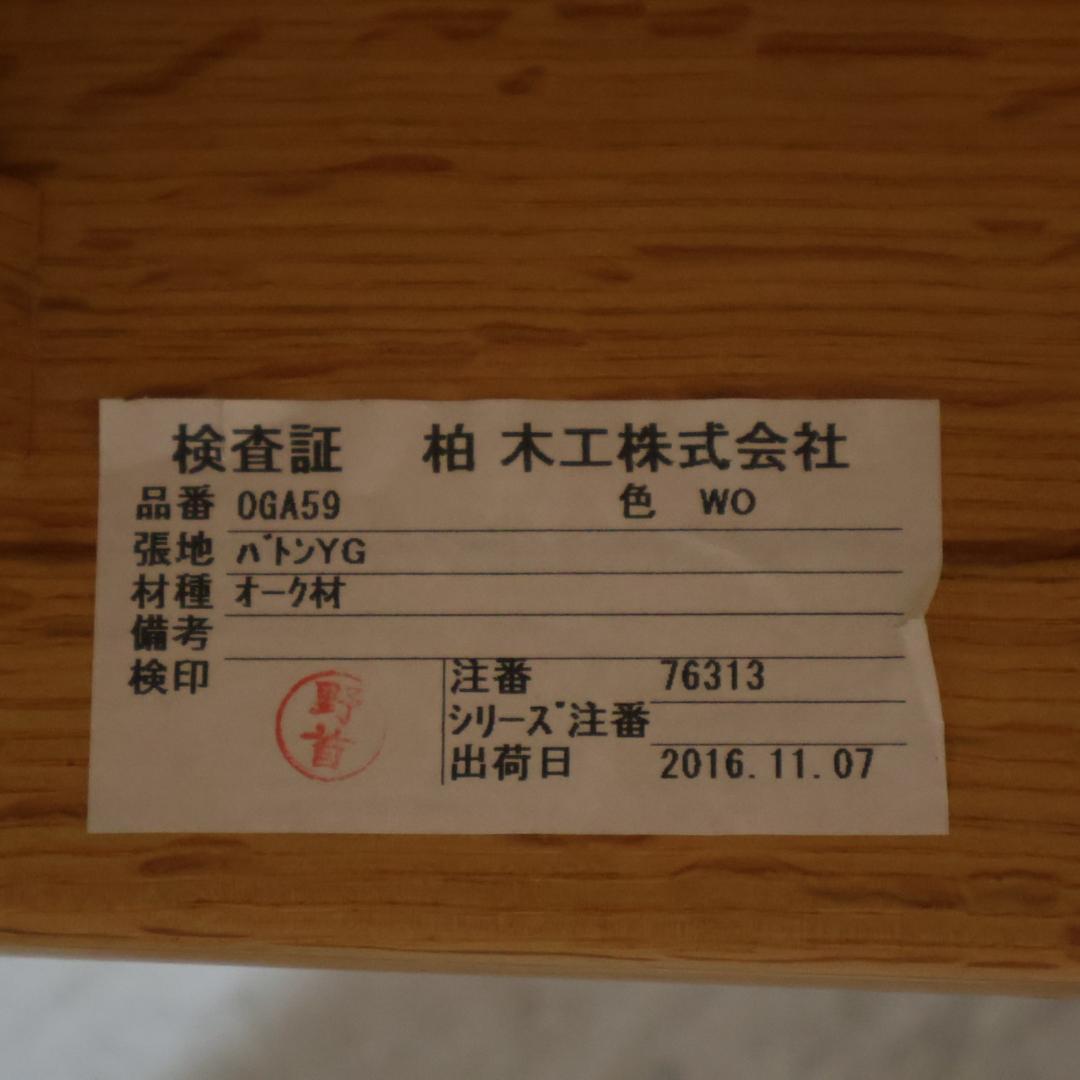 検査証 柏木工株式会社
品番 OGA59 色 WO
張地 ﾊﾞﾄﾝYG
材種 ｵｰｸ材
備考
検印 注番 76313
野首
ｼﾘｰｽﾞ注番
出荷日 2016.11.07